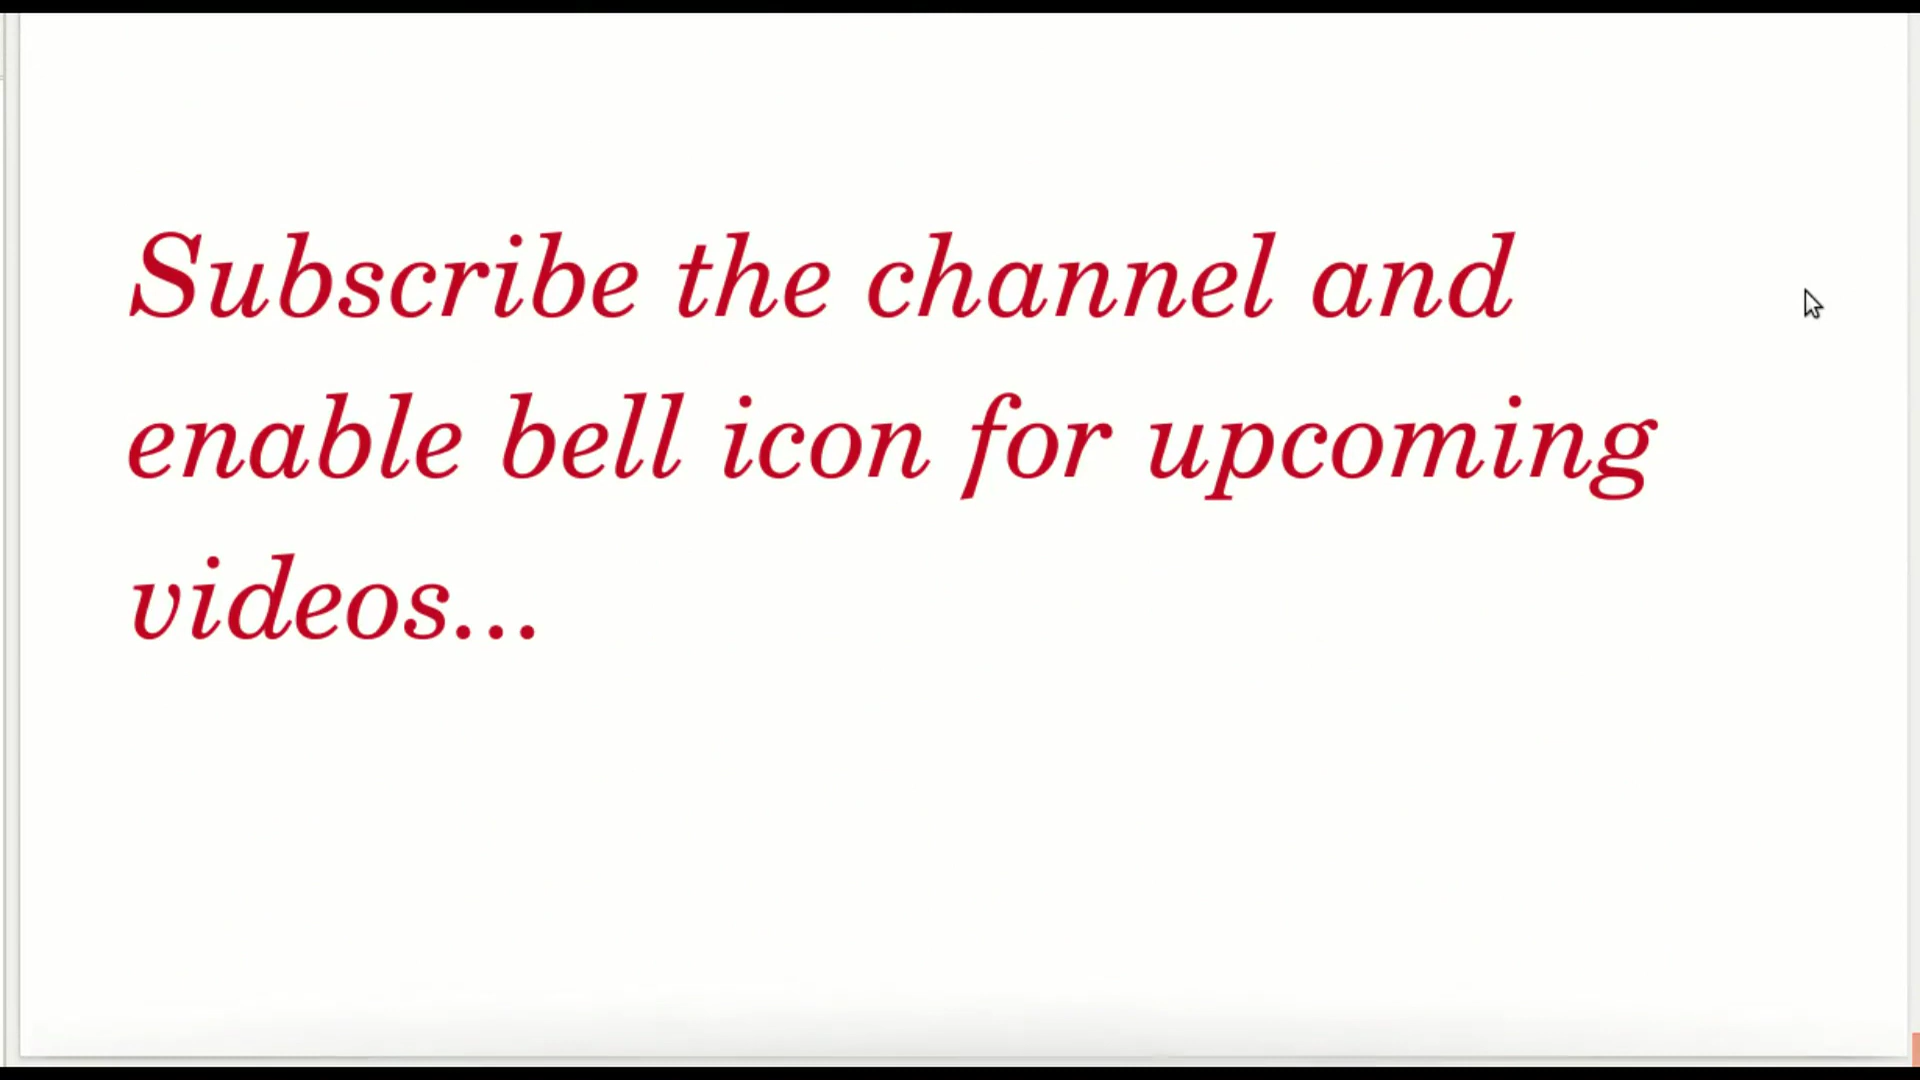 Subscribe the channel and
enable bell icon for upcoming
videos...